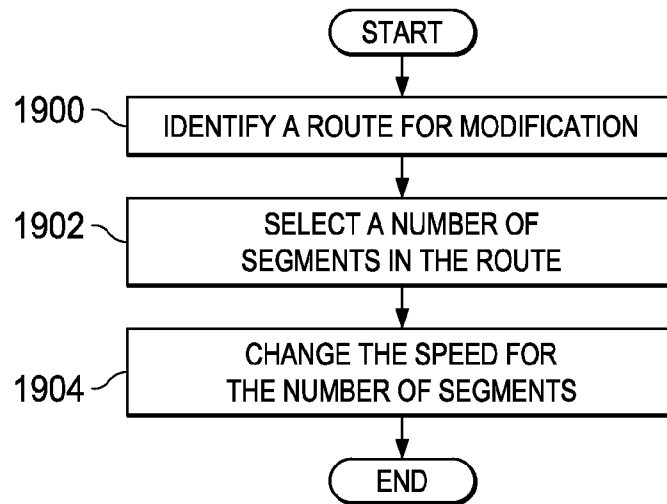 START
1900
IDENTIFY A ROUTE FOR MODIFICATION
1902
SELECT A NUMBER OF
SEGMENTS IN THE ROUTE
1904
CHANGE THE SPEED FOR
THE NUMBER OF SEGMENTS
END